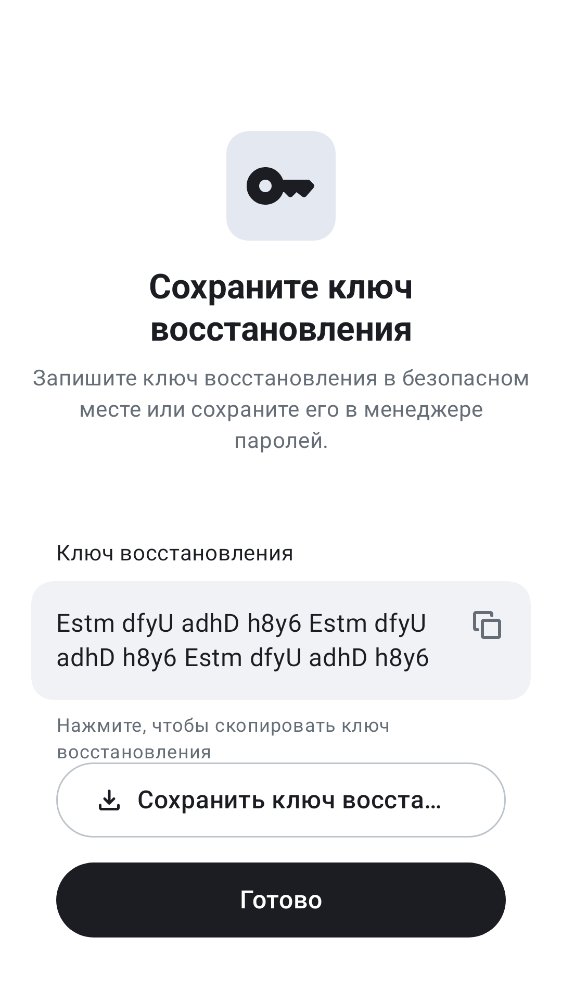 Сохраните ключ
восстановления
Запишите ключ восстановления в безопасном
месте или сохраните его в менеджере
паролей.
Ключ восстановления
Estm dfyU adhD h8y6 Estm dfyU
adhD h8y6 Estm dfyU adhD h8y6
Нажмите, чтобы скопировать ключ
восстановления
Сохранить ключ восста...
Готово